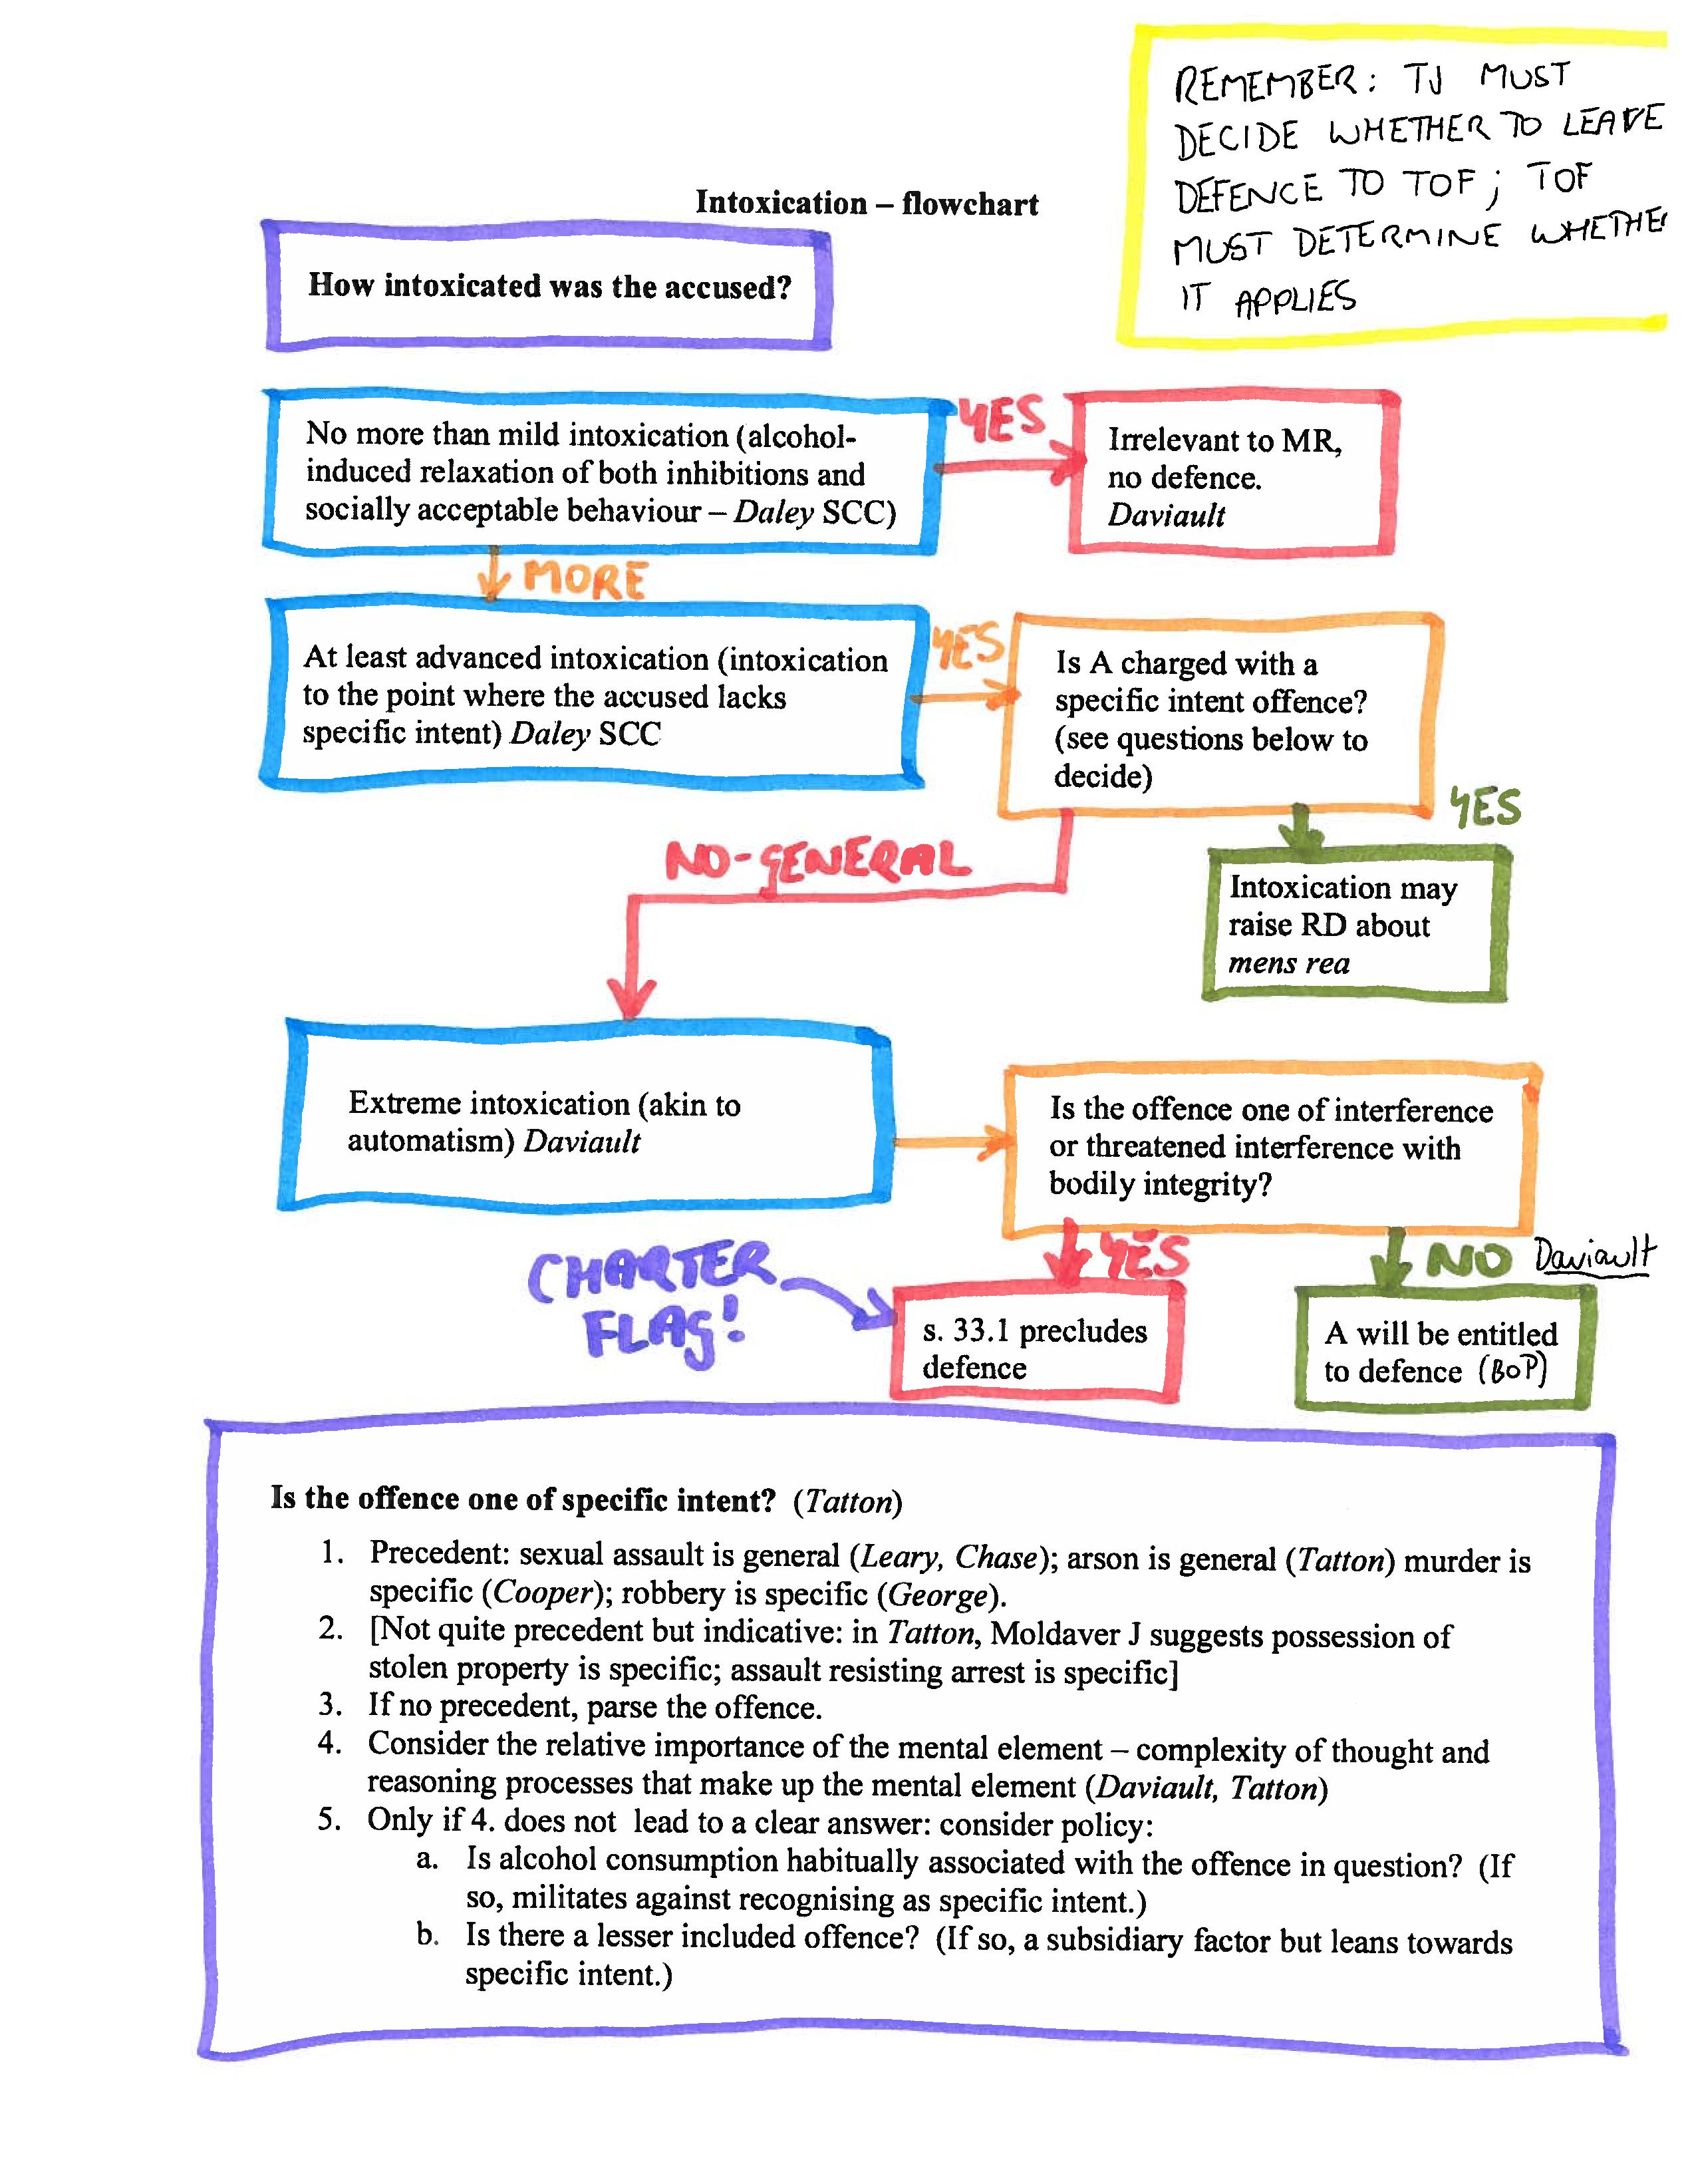 REMEMBER: TJ MUST
DECIDE WHETHER TO LEAVE
DEFENCE TO TOF; TOF
MUST DETERMINE WHETHER
IT APPLIES
Intoxication – flowchart
How intoxicated was the accused?
No more than mild intoxication (alcohol-
induced relaxation of both inhibitions and
socially acceptable behaviour – Daley SCC)
YES
Irrelevant to MR,
no defence.
Daviault
MORE
At least advanced intoxication (intoxication
to the point where the accused lacks
specific intent) Daley SCC
YES
Is A charged with a
specific intent offence?
(see questions below to
decide)
YES
NO-GENERAL
Intoxication may
raise RD about
mens rea
Extreme intoxication (akin to
automatism) Daviault
Is the offence one of interference
or threatened interference with
bodily integrity?
CHARTER
FLAG!
YES
NO Daviault
s. 33.1 precludes
defence
A will be entitled
to defence (BoP)
Is the offence one of specific intent? (Tatton)
1. Precedent: sexual assault is general (Leary, Chase); arson is general (Tatton) murder is
specific (Cooper); robbery is specific (George).
2. [Not quite precedent but indicative: in Tatton, Moldaver J suggests possession of
stolen property is specific; assault resisting arrest is specific]
3. If no precedent, parse the offence.
4. Consider the relative importance of the mental element – complexity of thought and
reasoning processes that make up the mental element (Daviault, Tatton)
5. Only if 4. does not lead to a clear answer: consider policy:
a. Is alcohol consumption habitually associated with the offence in question? (If
so, militates against recognising as specific intent.)
b. Is there a lesser included offence? (If so, a subsidiary factor but leans towards
specific intent.)